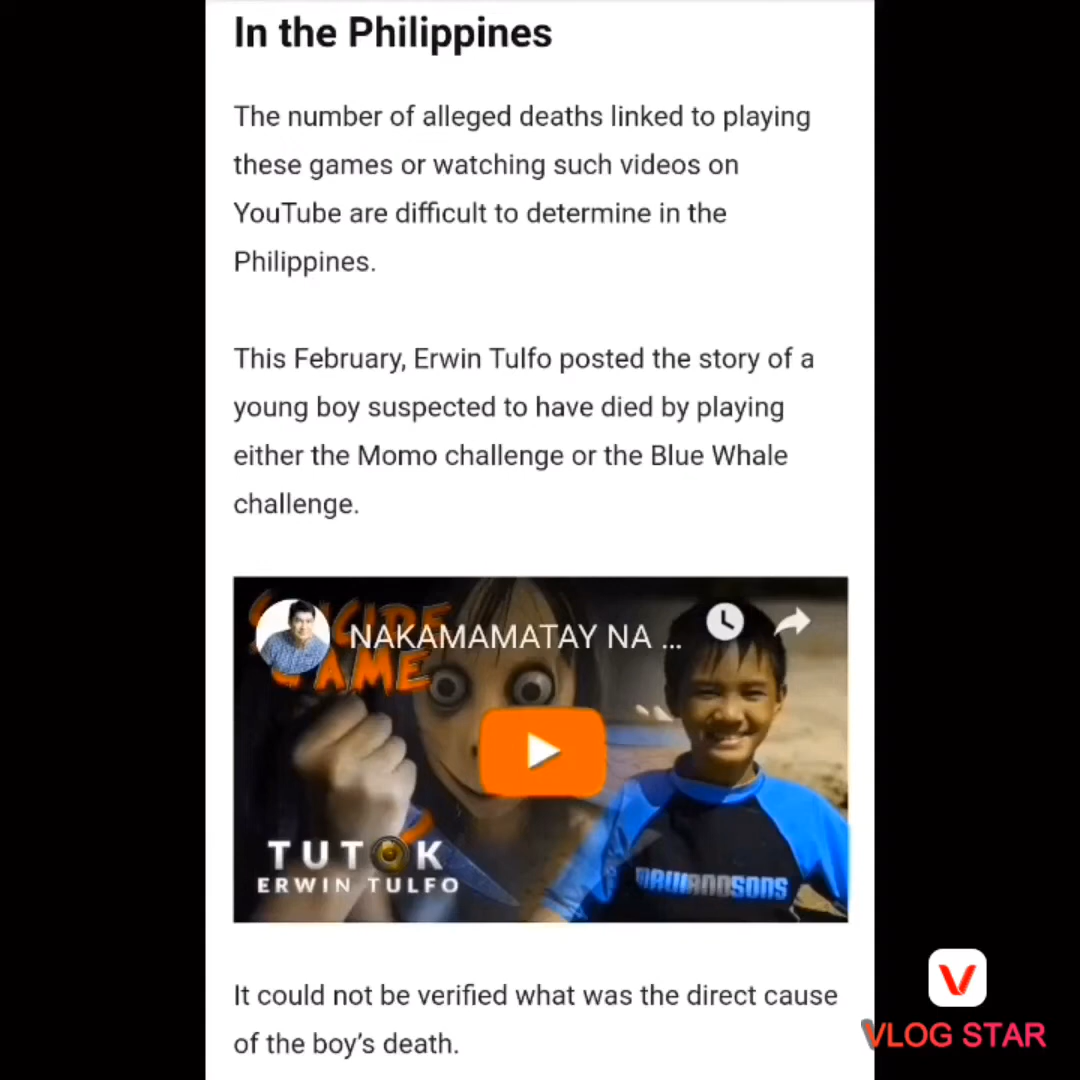 In the Philippines
The number of alleged deaths linked to playing
these games or watching such videos on
YouTube are difficult to determine in the
Philippines.
This February, Erwin Tulfo posted the story of a
young boy suspected to have died by playing
either the Momo challenge or the Blue Whale
challenge.
NAKAMAMATAY NA ...
GAME
TUTOK
ERWIN TULFO
It could not be verified what was the direct cause
of the boy's death.
VLOG STAR